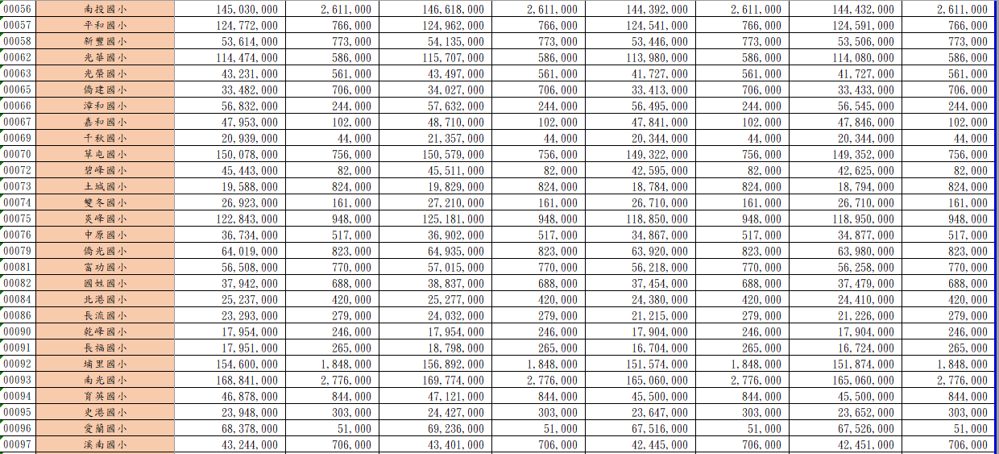 00056 南投國小 145,030,000 2,611,000 146,618,000 2,611,000 144,392,000 2,611,000 144,432,000 2,611,000
00057 平和國小 124,772,000 766,000 124,962,000 766,000 124,541,000 766,000 124,591,000 766,000
00058 新豐國小 53,614,000 773,000 54,135,000 773,000 53,446,000 773,000 53,506,000 773,000
00062 光華國小 114,474,000 586,000 115,707,000 586,000 113,980,000 586,000 114,080,000 586,000
00063 光榮國小 43,231,000 561,000 43,497,000 561,000 41,727,000 561,000 41,727,000 561,000
00065 僑建國小 33,482,000 706,000 34,027,000 706,000 33,413,000 706,000 33,433,000 706,000
00066 漳和國小 56,832,000 244,000 57,632,000 244,000 56,495,000 244,000 56,545,000 244,000
00067 嘉和國小 47,953,000 102,000 48,710,000 102,000 47,841,000 102,000 47,846,000 102,000
00069 千秋國小 20,939,000 44,000 21,357,000 44,000 20,344,000 44,000 20,344,000 44,000
00070 草屯國小 150,078,000 756,000 150,579,000 756,000 149,322,000 756,000 149,352,000 756,000
00072 碧峰國小 45,443,000 82,000 45,511,000 82,000 42,595,000 82,000 42,625,000 82,000
00073 土城國小 19,588,000 824,000 19,829,000 824,000 18,784,000 824,000 18,794,000 824,000
00074 雙冬國小 26,923,000 161,000 27,210,000 161,000 26,710,000 161,000 26,710,000 161,000
00075 炎峰國小 122,843,000 948,000 125,181,000 948,000 118,850,000 948,000 118,950,000 948,000
00076 中原國小 36,734,000 517,000 36,902,000 517,000 34,867,000 517,000 34,877,000 517,000
00079 僑光國小 64,019,000 823,000 64,935,000 823,000 63,920,000 823,000 63,980,000 823,000
00081 富功國小 56,508,000 770,000 57,015,000 770,000 56,218,000 770,000 56,258,000 770,000
00082 國姓國小 37,942,000 688,000 38,837,000 688,000 37,454,000 688,000 37,479,000 688,000
00084 北港國小 25,237,000 420,000 25,277,000 420,000 24,380,000 420,000 24,410,000 420,000
00086 長流國小 23,293,000 279,000 24,032,000 279,000 21,215,000 279,000 21,226,000 279,000
00090 乾峰國小 17,954,000 246,000 17,954,000 246,000 17,904,000 246,000 17,904,000 246,000
00091 長福國小 17,951,000 265,000 18,798,000 265,000 16,704,000 265,000 16,724,000 265,000
00092 埔里國小 154,600,000 1,848,000 156,892,000 1,848,000 151,574,000 1,848,000 151,874,000 1,848,000
00093 南光國小 168,841,000 2,776,000 169,774,000 2,776,000 165,060,000 2,776,000 165,060,000 2,776,000
00094 育英國小 46,878,000 844,000 47,121,000 844,000 45,500,000 844,000 45,500,000 844,000
00095 史港國小 23,948,000 303,000 24,427,000 303,000 23,647,000 303,000 23,652,000 303,000
00096 愛蘭國小 68,378,000 51,000 69,236,000 51,000 67,516,000 51,000 67,526,000 51,000
00097 溪南國小 43,244,000 706,000 43,401,000 706,000 42,445,000 706,000 42,451,000 706,000